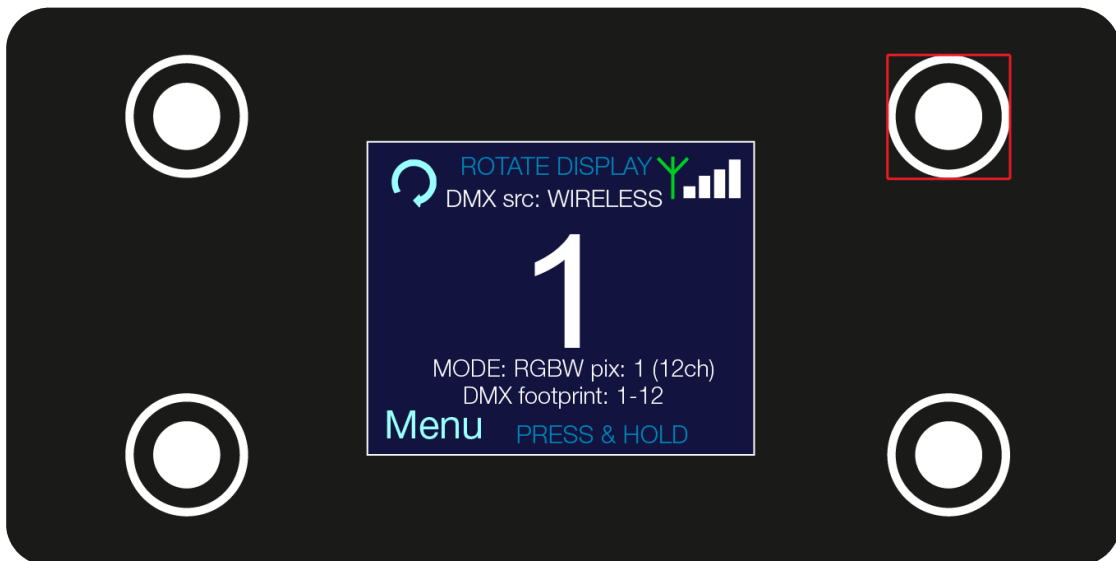 ROTATE DISPLAY
DMX src: WIRELESS
1
MODE: RGBW pix: 1 (12ch)
DMX footprint: 1-12
Menu PRESS & HOLD